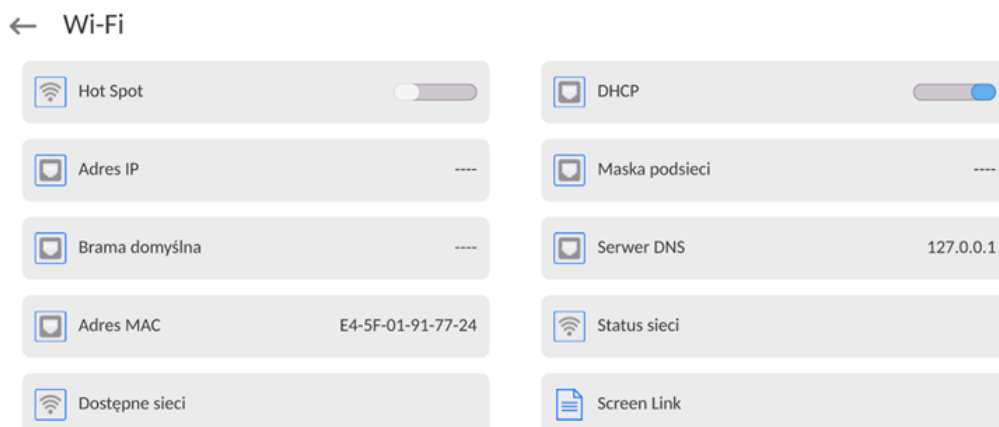 Wi-Fi
Hot Spot
DHCP
Adres IP ----
Maska podsieci ----
Brama domyślna ----
Serwer DNS 127.0.0.1
Adres MAC E4-5F-01-91-77-24
Status sieci
Dostępne sieci
Screen Link